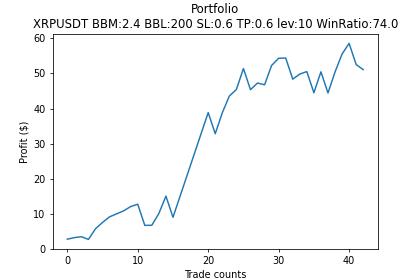 Portfolio
XRPUSDT BBM:2.4 BBL:200 SL:0.6 TP:0.6 lev:10 WinRatio:74.0
60
50
40
30
20
10
0
Profit ($)
0 10 20 30 40
Trade counts